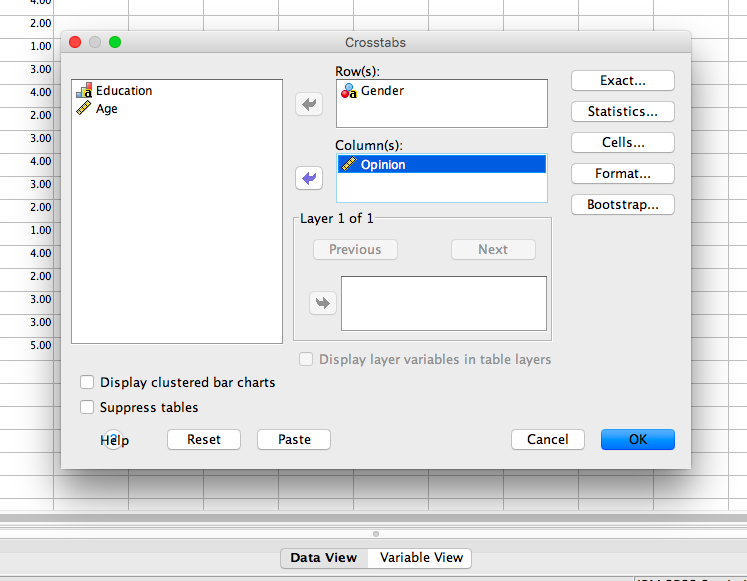 4.00
2.00
1.00
3.00
4.00
2.00
3.00
4.00
3.00
2.00
1.00
4.00
2.00
3.00
3.00
5.00
Crosstabs
Education
Age
Row(s):
Gender
Column(s):
Opinion
Layer 1 of 1
Previous
Next
Display layer variables in table layers
Exact...
Statistics...
Cells...
Format...
Bootstrap...
Display clustered bar charts
Suppress tables
Help
Reset
Paste
Cancel
OK
Data View
Variable View